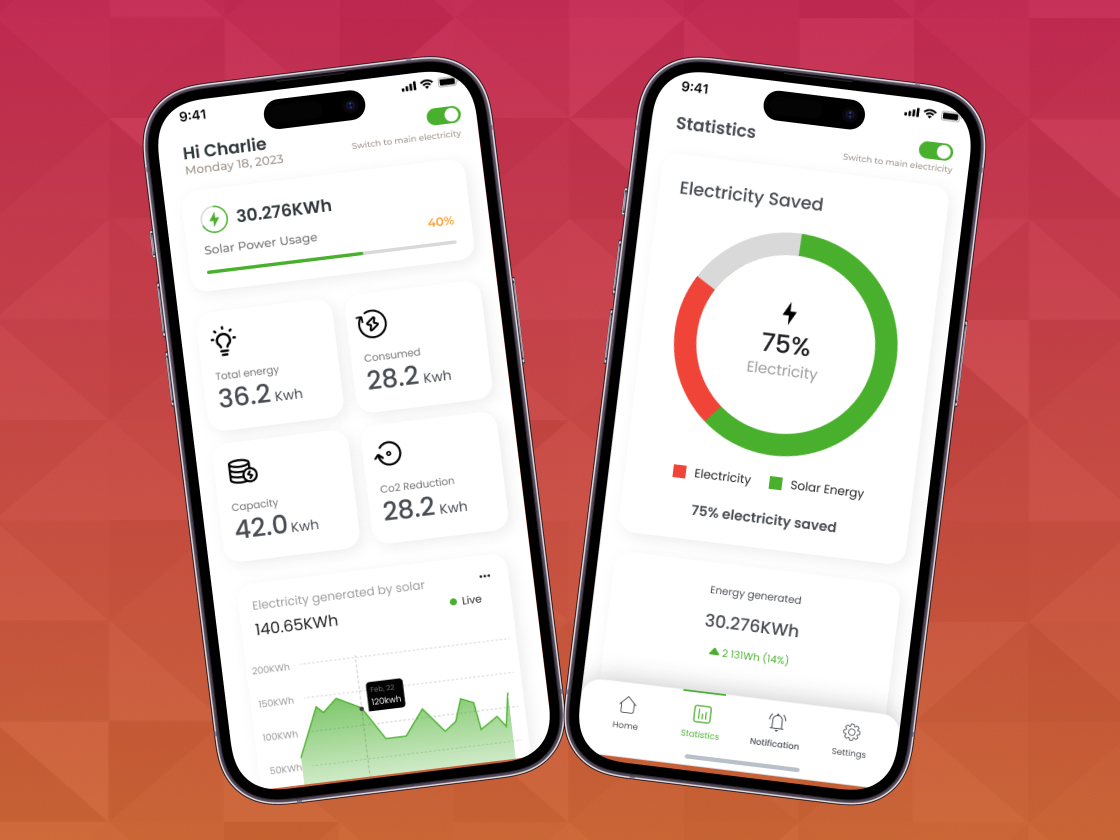 9:41
Hi Charlie
Monday 18, 2023
Switch to main electricity
30.276KWh
Solar Power Usage
40%
Total energy
36.2 Kwh
Consumed
28.2 Kwh
Capacity
42.0 Kwh
Co2 Reduction
28.2 Kwh
Electricity generated by solar
140.65KWh
Live
200KWh
150KWh
100KWh
50KWh
Feb, 22
120kwh
9:41
Statistics
Switch to main electricity
Electricity Saved
75%
Electricity
Electricity
Solar Energy
75% electricity saved
Energy generated
30.276KWh
2 131Wh (14%)
Home
Statistics
Notification
Settings